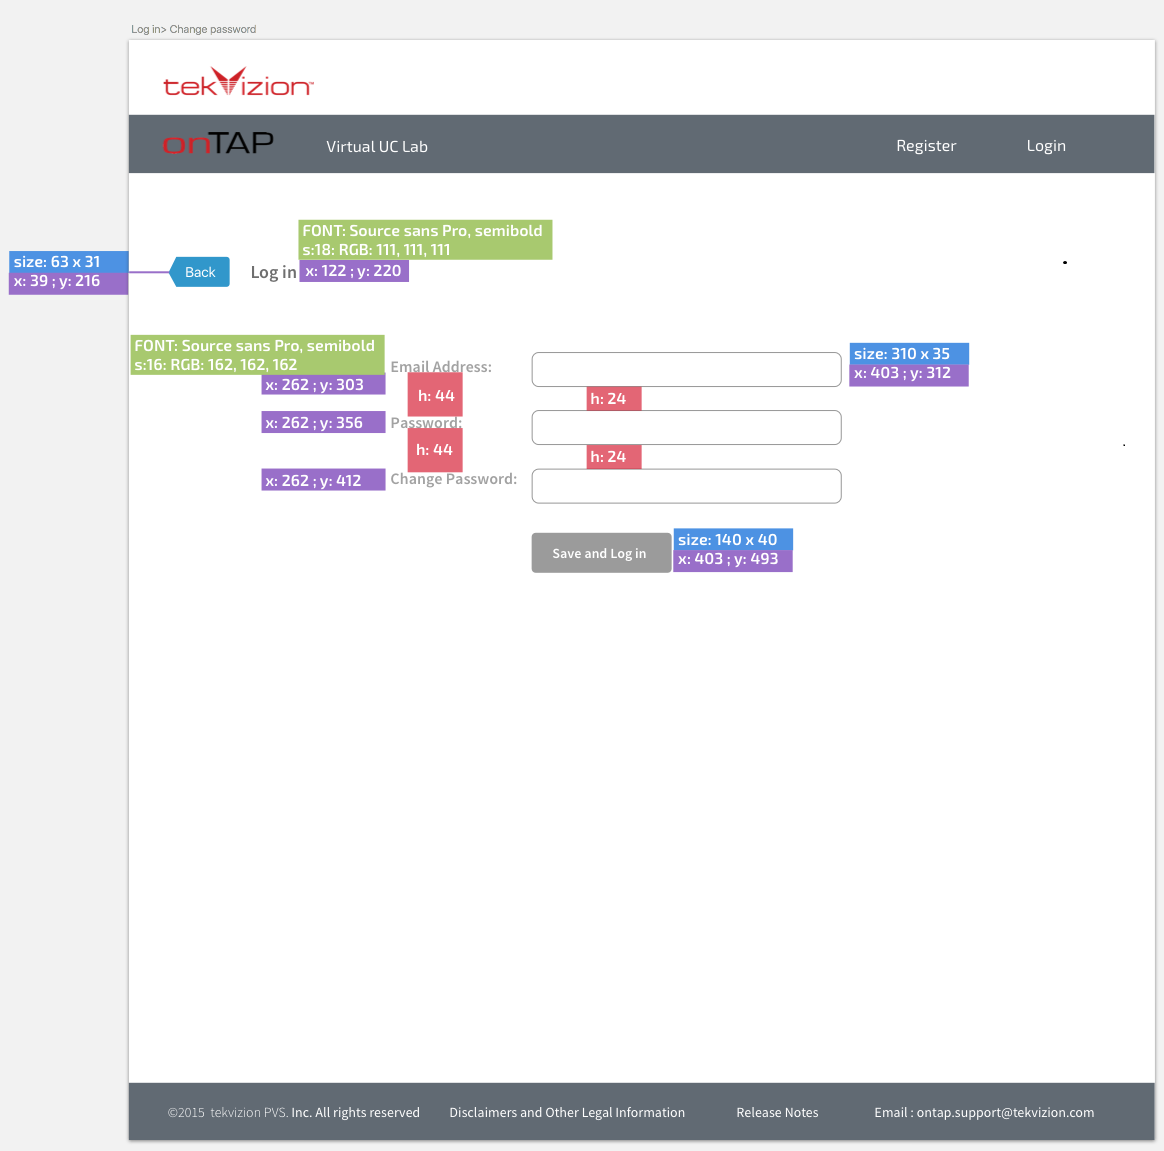 Log in> Change password
tekVizion™
onTAP
Virtual UC Lab
Register
Login
FONT: Source sans Pro, semibold
s:18: RGB: 111, 111, 111
size: 63 x 31
x: 39 ; y: 216
Back
Log in
x: 122 ; y: 220
FONT: Source sans Pro, semibold
s:16: RGB: 162, 162, 162
x: 262 ; y: 303
Email Address:
size: 310 x 35
x: 403 ; y: 312
h: 44
h: 24
x: 262 ; y: 356
Password:
h: 44
h: 24
x: 262 ; y: 412
Change Password:
Save and Log in
size: 140 x 40
x: 403 ; y: 493
©2015 tekvizion PVS. Inc. All rights reserved
Disclaimers and Other Legal Information
Release Notes
Email : ontap.support@tekvizion.com